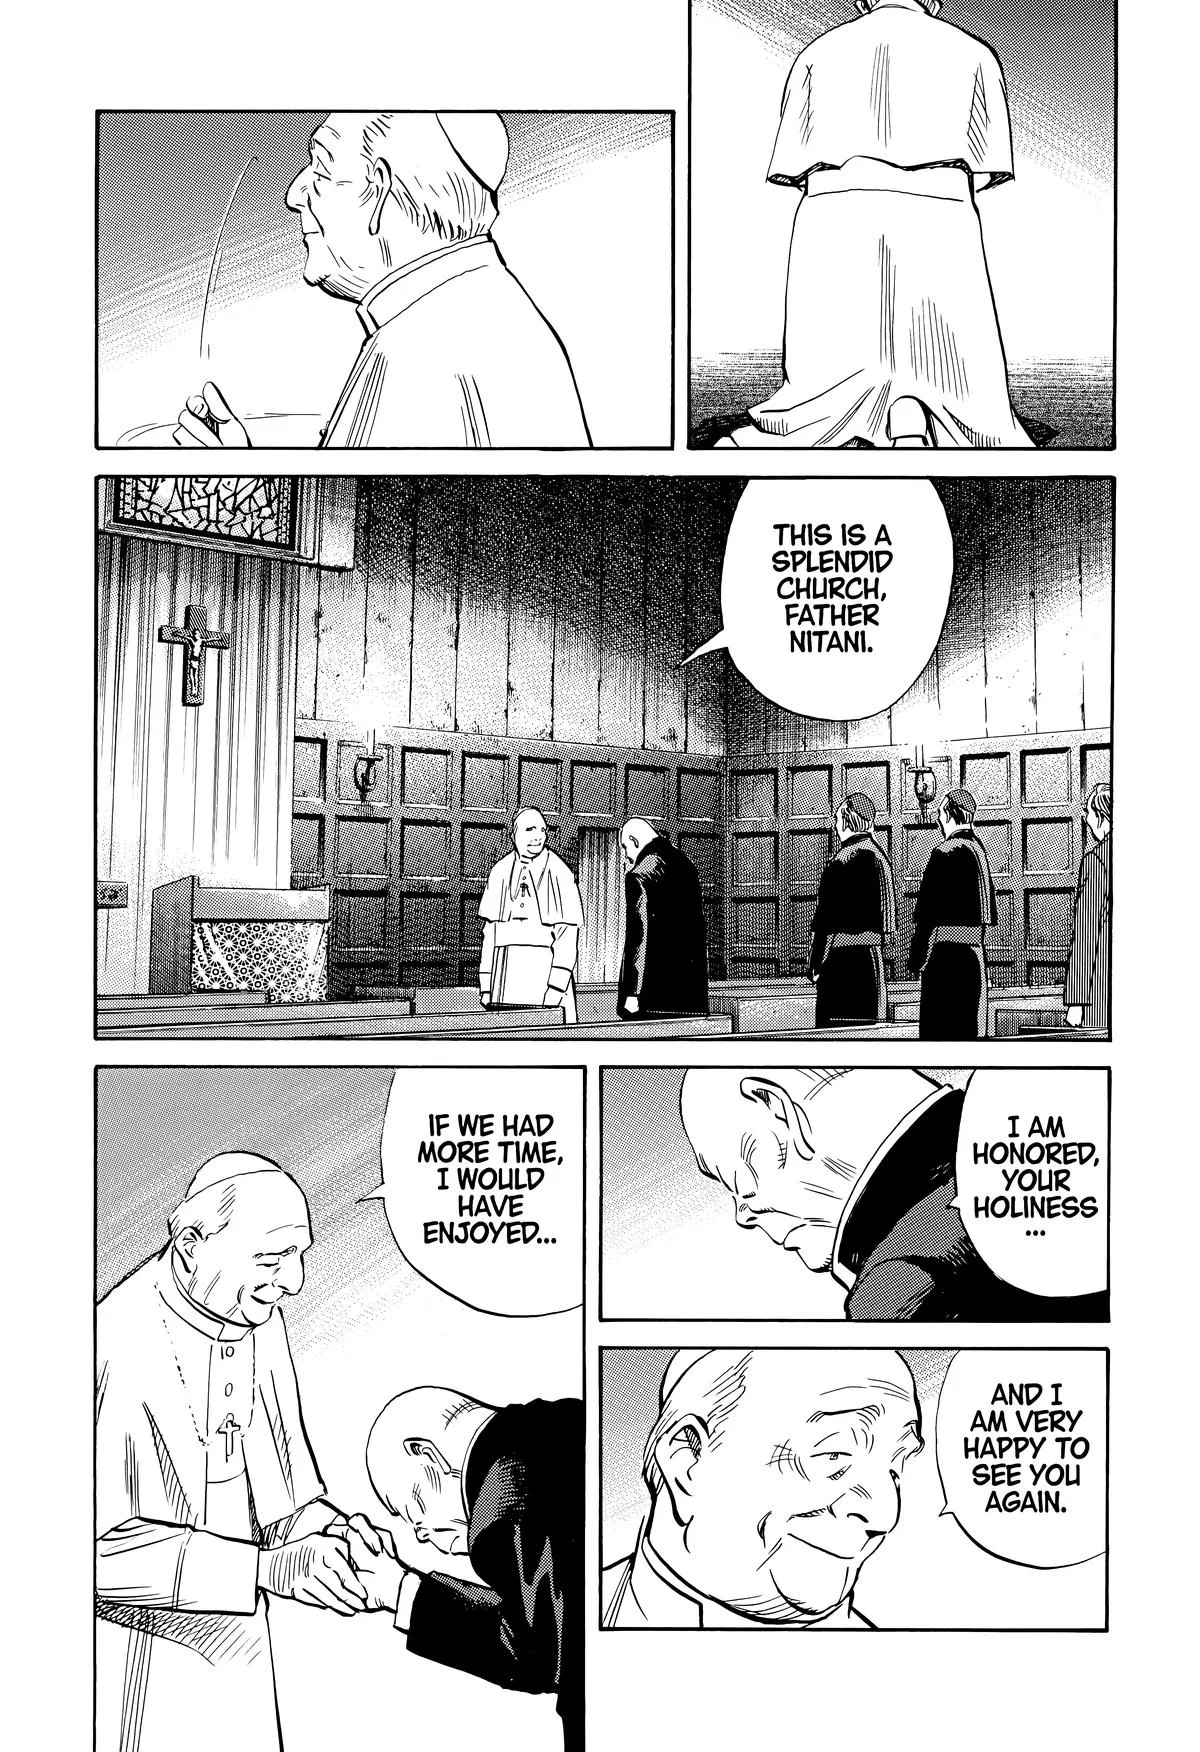 THIS IS A
SPLENDID
CHURCH,
FATHER
NITANI.
I AM
HONORED,
YOUR
HOLINESS
...
AND I
AM VERY
HAPPY TO
SEE YOU
AGAIN.
IF WE HAD
MORE TIME,
I WOULD
HAVE
ENJOYED...